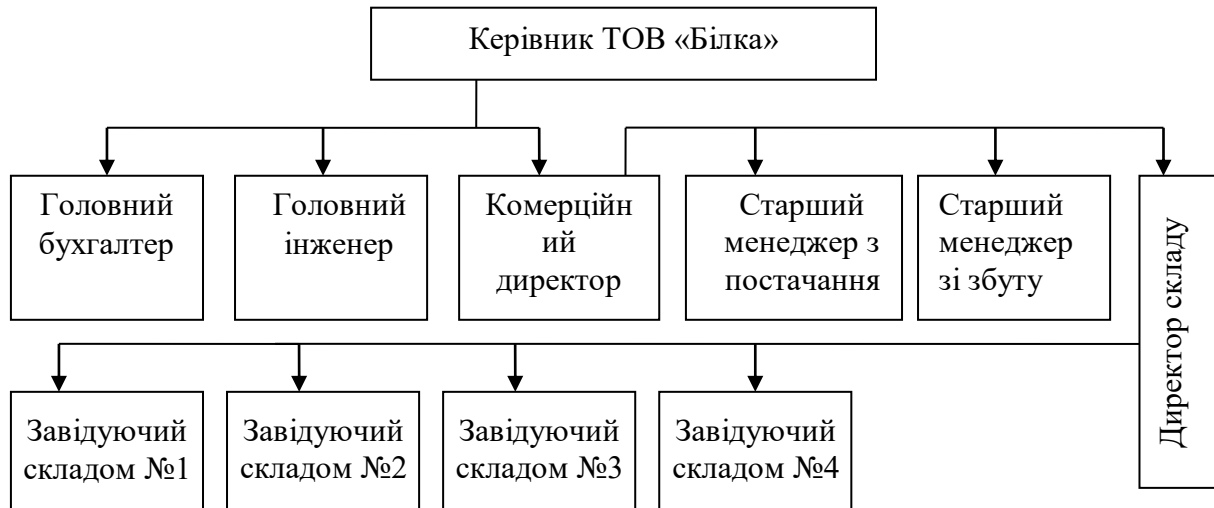 Керівник ТОВ «Білка»
Головний
бухгалтер
Головний
інженер
Комерційн
ий
директор
Старший
менеджер з
постачання
Старший
менеджер
зі збуту
Директор складу
Завідуючий
складом №1
Завідуючий
складом №2
Завідуючий
складом №3
Завідуючий
складом №4